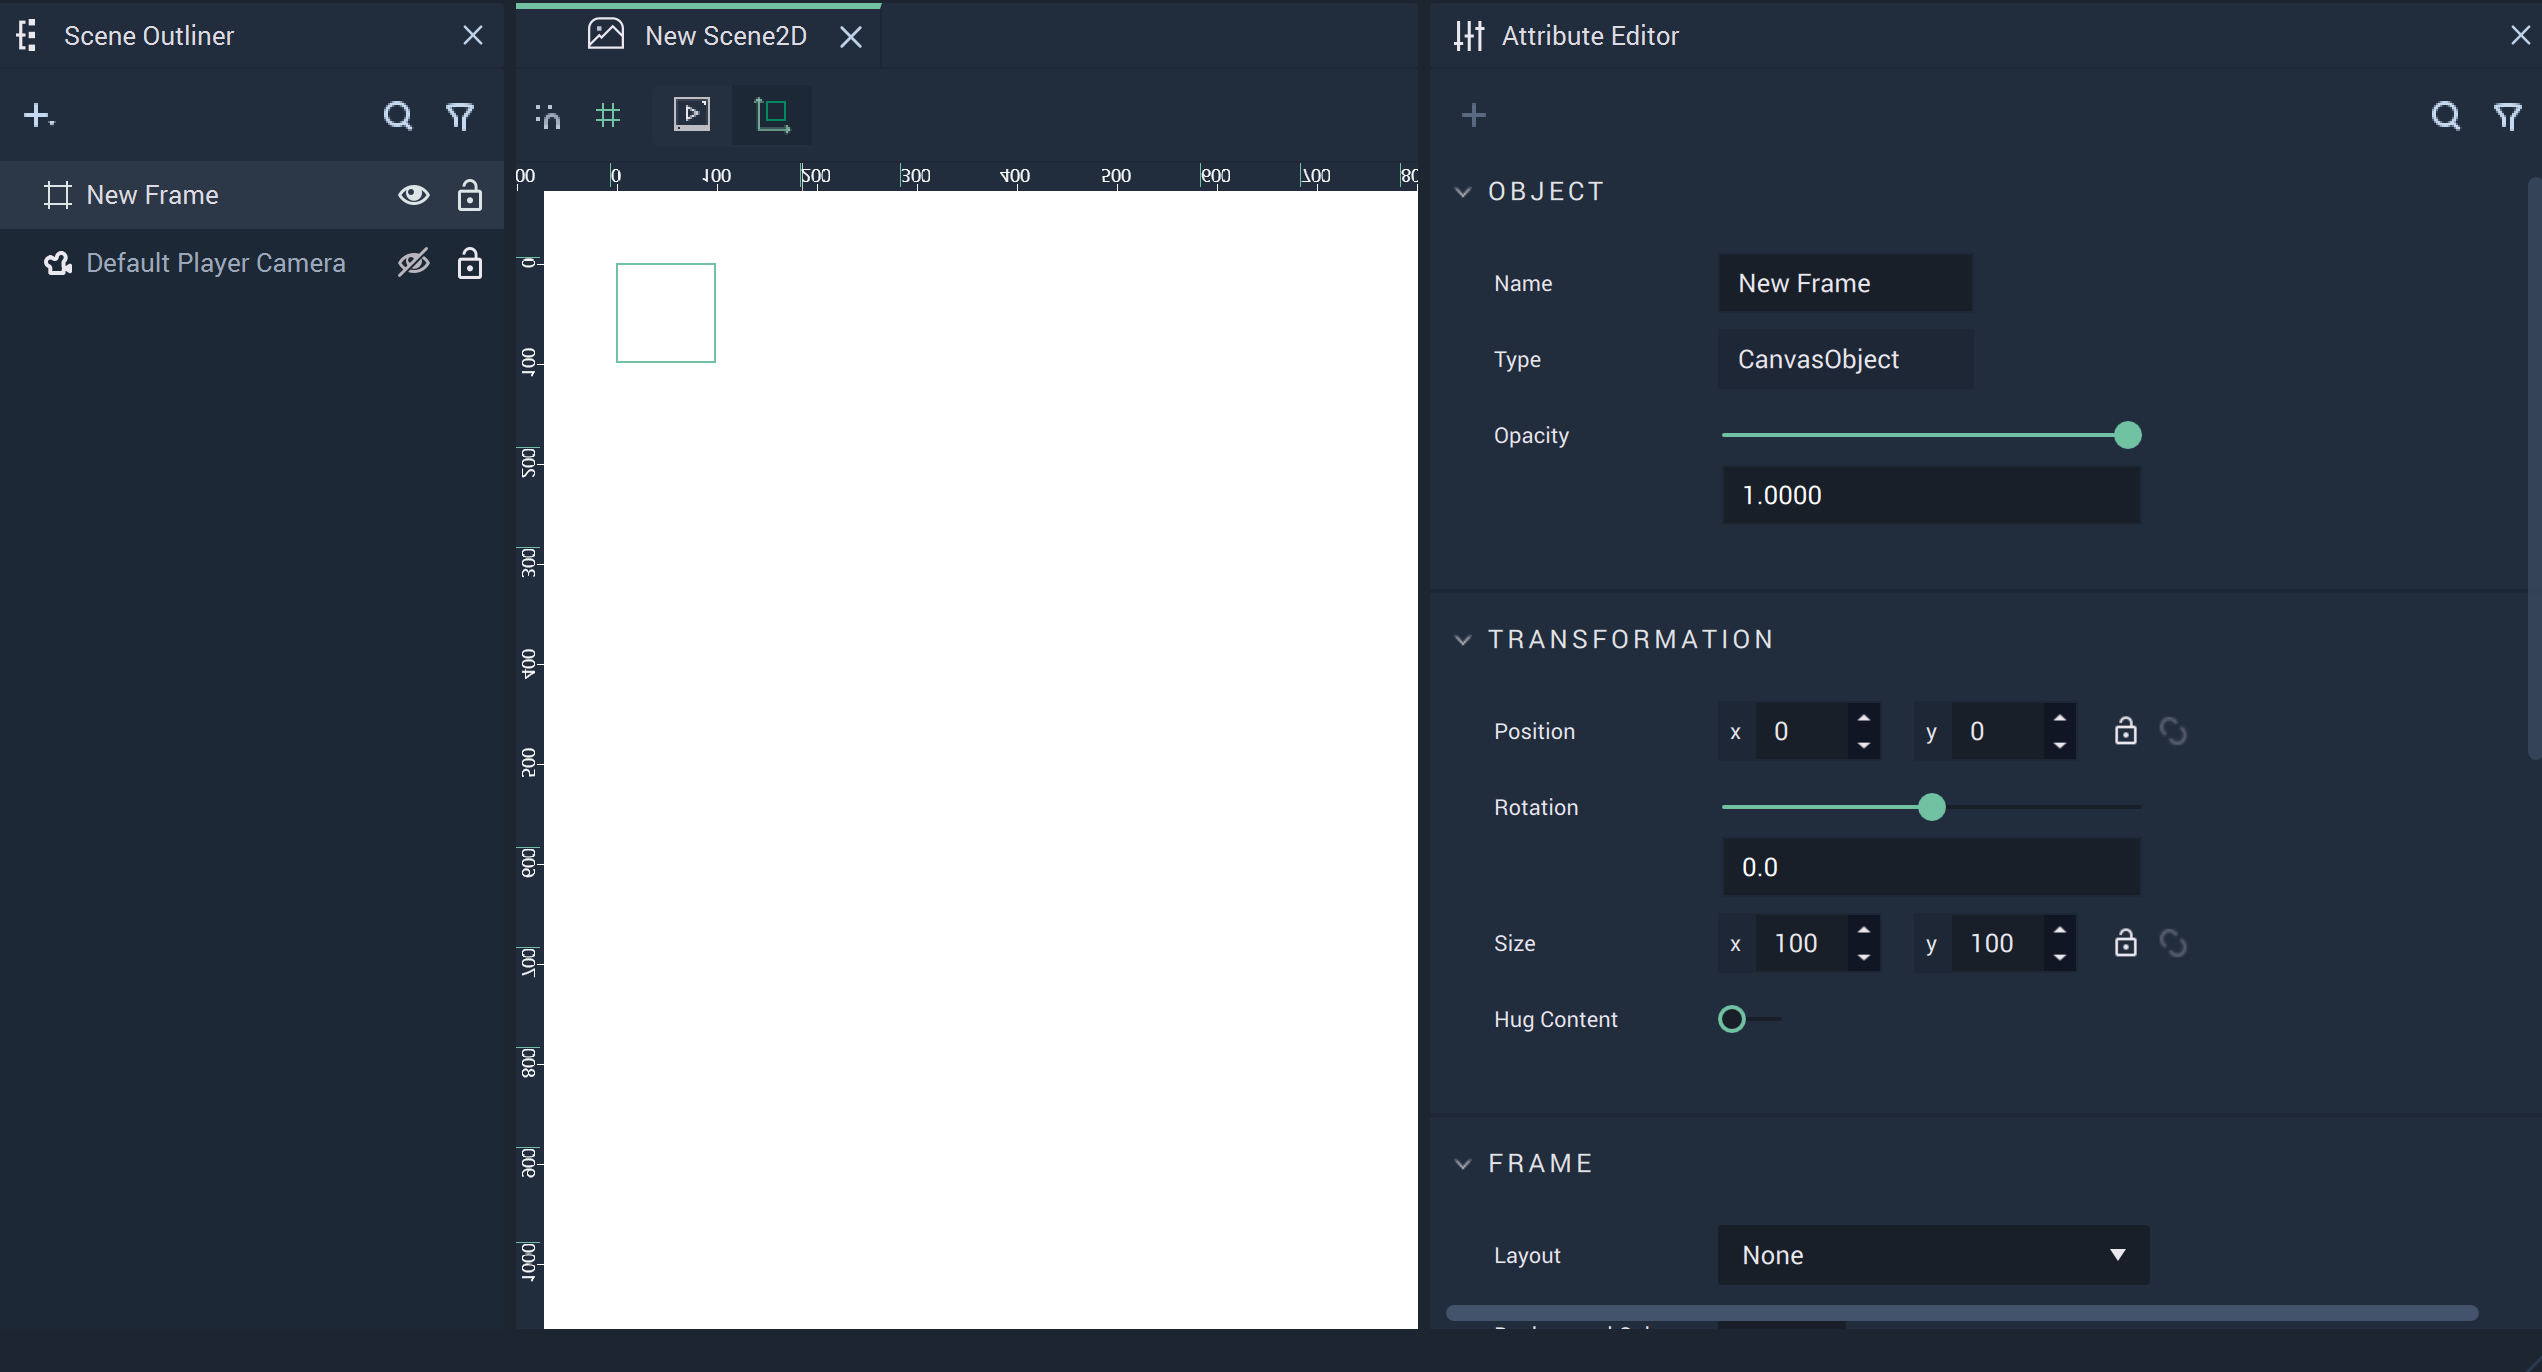 Scene Outliner
New Frame
Default Player Camera
New Scene2D
00 0 100 200 300 400 500 600 700 80
0
100
200
300
400
500
600
700
800
900
1000
Attribute Editor
OBJECT
Name New Frame
Type CanvasObject
Opacity
1.0000
TRANSFORMATION
Position x 0 y 0
Rotation
0.0
Size x 100 y 100
Hug Content
FRAME
Layout None